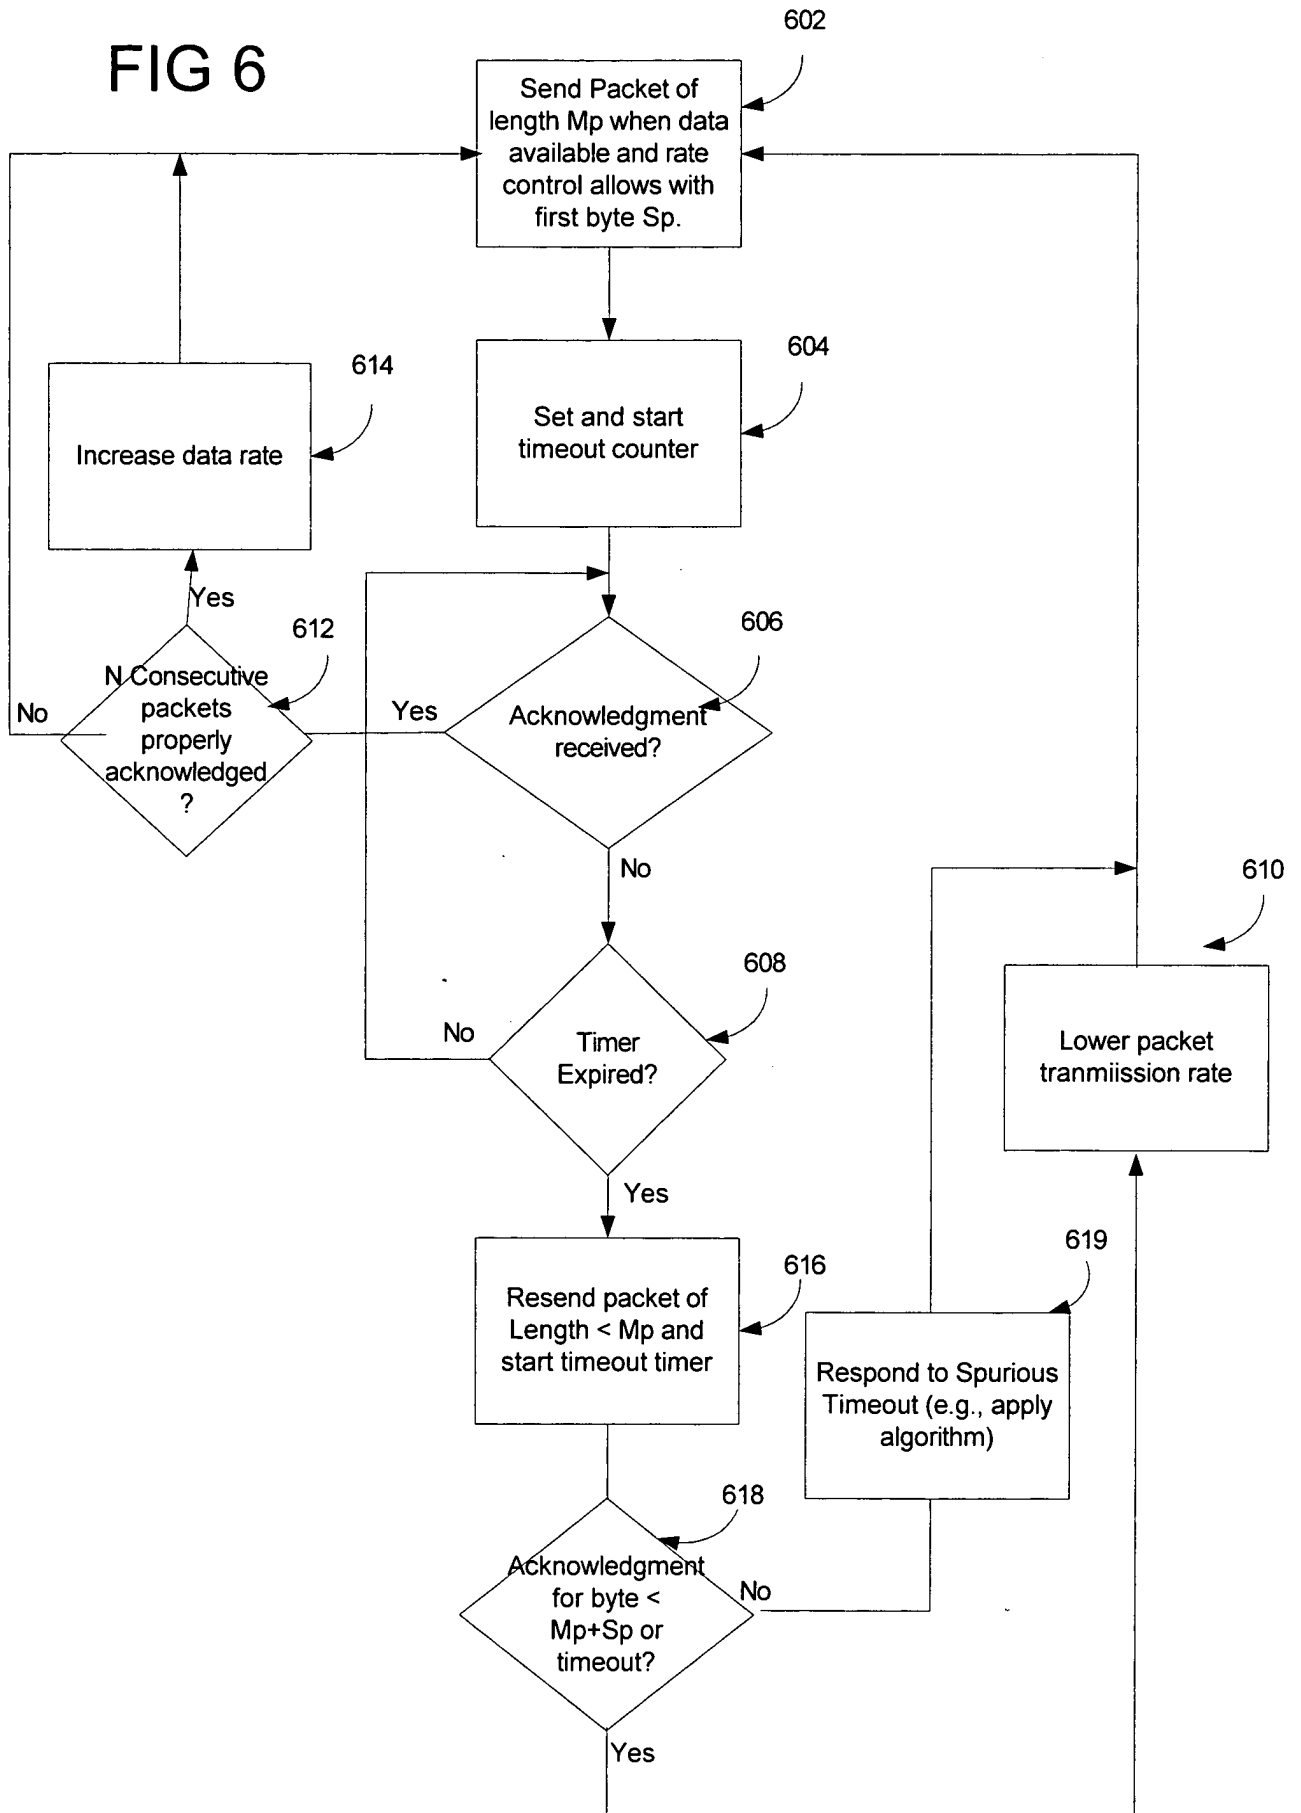 FIG 6
602
Send Packet of
length Mp when data
available and rate
control allows with
first byte Sp.
604
Set and start
timeout counter
614
Increase data rate
Yes
612
N Consecutive
packets
properly
acknowledged
?
No
606
Acknowledgment
received?
Yes
No
608
Timer
Expired?
No
Yes
610
Lower packet
tranmiission rate
616
Resend packet of
Length < Mp and
start timeout timer
619
Respond to Spurious
Timeout (e.g., apply
algorithm)
618
Acknowledgment
for byte <
Mp+Sp or
timeout?
No
Yes